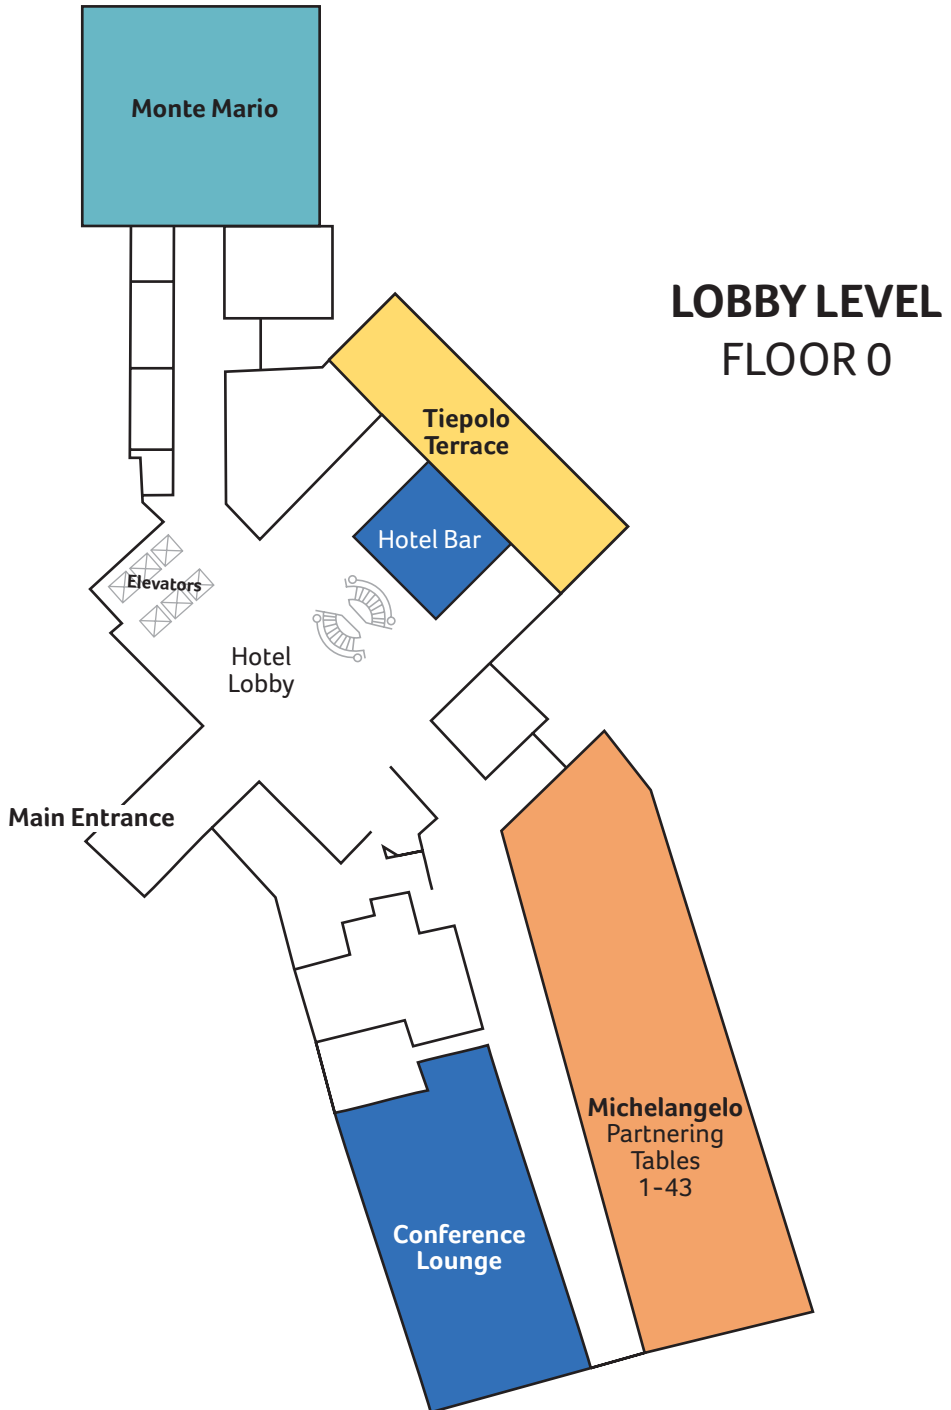 Monte Mario
LOBBY LEVEL
FLOOR 0
Tiepolo
Terrace
Hotel Bar
Elevators
Hotel
Lobby
Main Entrance
Michelangelo
Partnering
Tables
1-43
Conference
Lounge